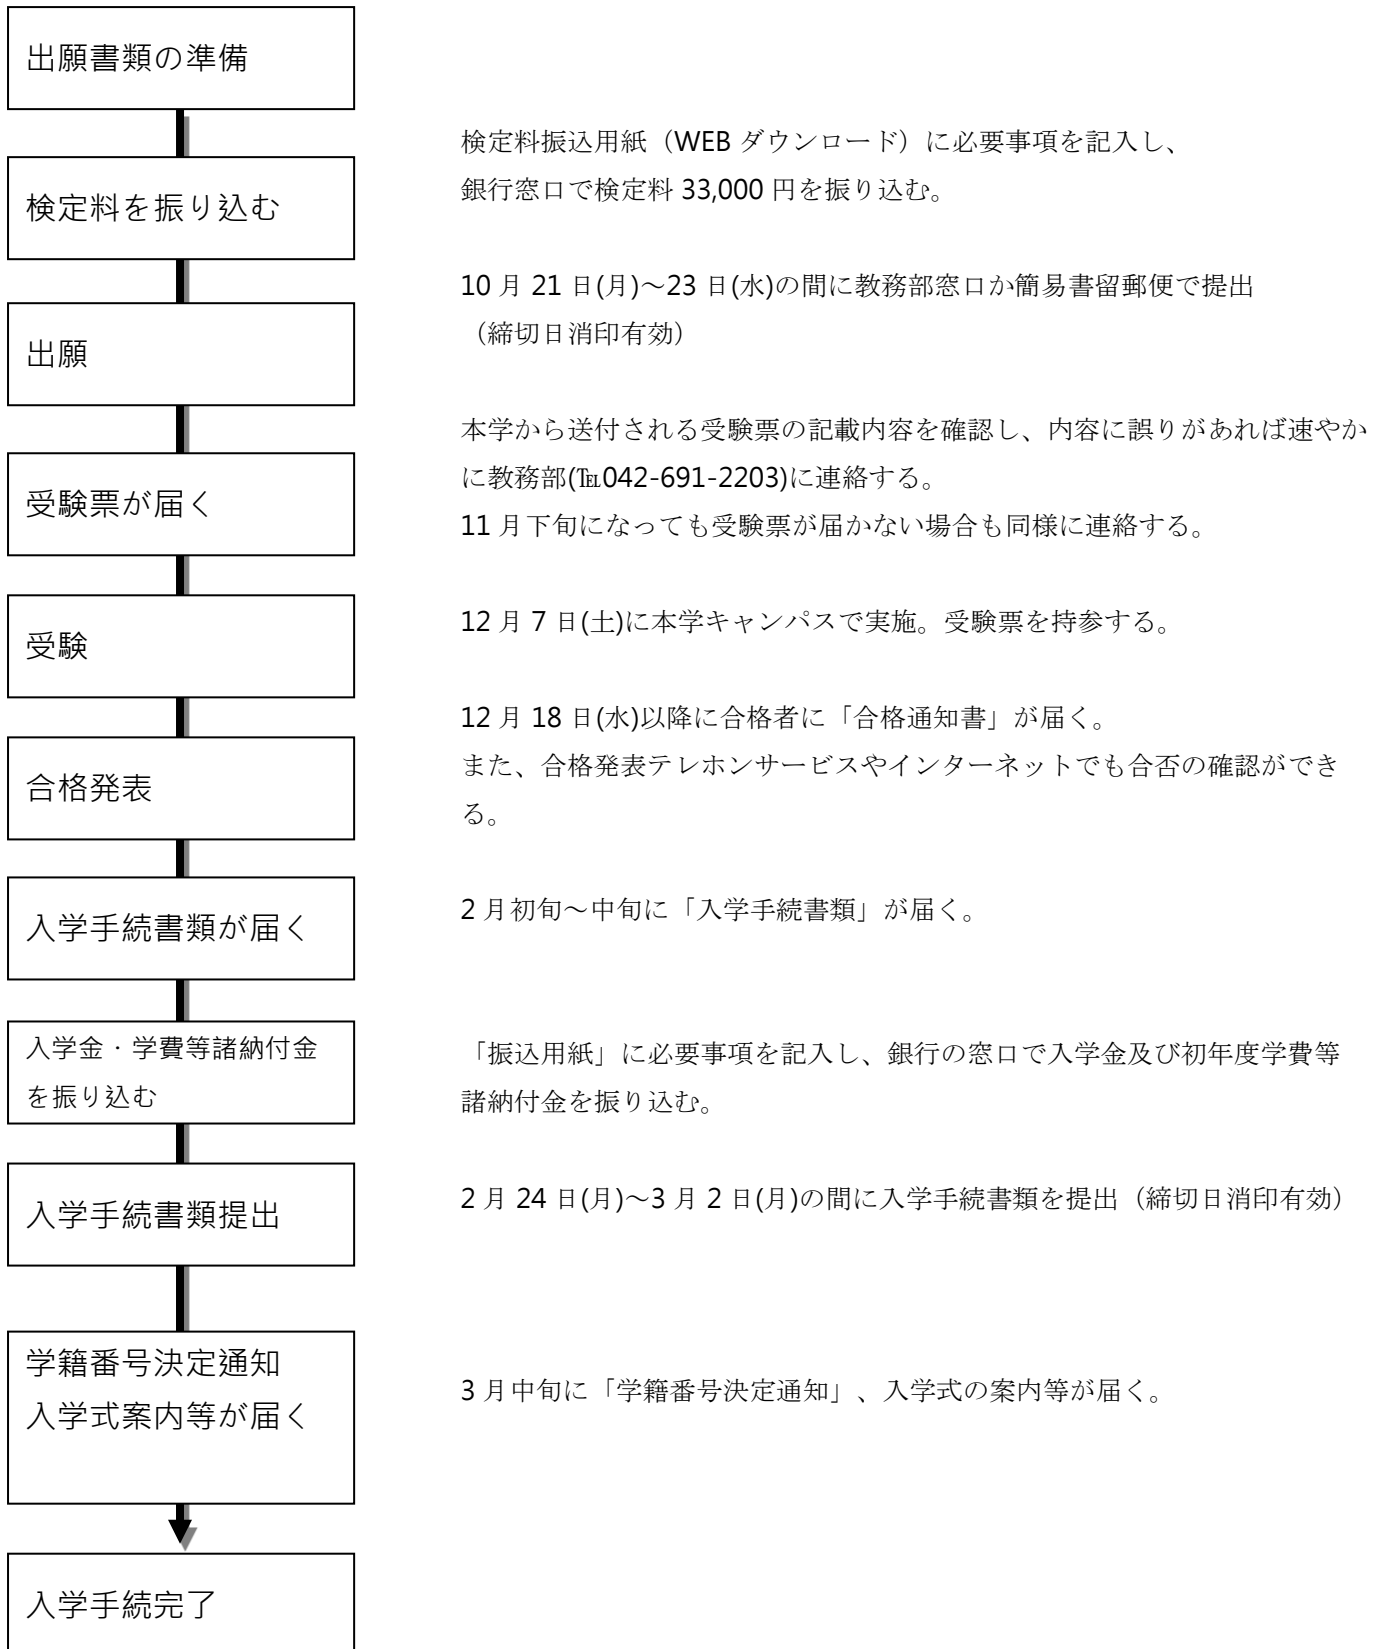 出願書類の準備
検定料振込用紙（WEB ダウンロード）に必要事項を記入し、
銀行窓口で検定料 33,000 円を振り込む。
検定料を振り込む
10 月 21 日(月)～23 日(水)の間に教務部窓口か簡易書留郵便で提出
（締切日消印有効）
出願
本学から送付される受験票の記載内容を確認し、内容に誤りがあれば速やか
に教務部(℡042-691-2203)に連絡する。
11 月下旬になっても受験票が届かない場合も同様に連絡する。
受験票が届く
12 月 7 日(土)に本学キャンパスで実施。受験票を持参する。
受験
12 月 18 日(水)以降に合格者に「合格通知書」が届く。
また、合格発表テレホンサービスやインターネットでも合否の確認ができ
る。
合格発表
2 月初旬～中旬に「入学手続書類」が届く。
入学手続書類が届く
入学金・学費等諸納付金
を振り込む
「振込用紙」に必要事項を記入し、銀行の窓口で入学金及び初年度学費等
諸納付金を振り込む。
2 月 24 日(月)～3 月 2 日(月)の間に入学手続書類を提出（締切日消印有効）
入学手続書類提出
学籍番号決定通知
入学式案内等が届く
3 月中旬に「学籍番号決定通知」、入学式の案内等が届く。
入学手続完了